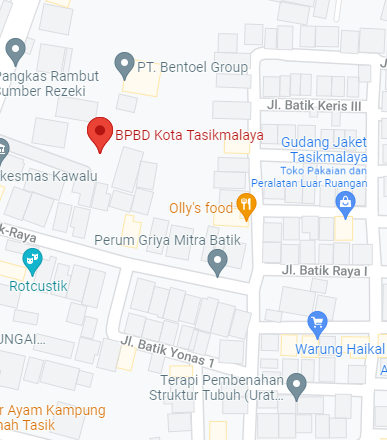 PT. Bentoel Group
Pangkas Rambut
Sumber Rezeki
J
Jl. Batik Keris III
BPBD Kota Tasikmalaya
Gudang Jaket
Tasikmalaya
Toko Pakaian dan
Peralatan Luar Ruangan
kesmas Kawalu
Olly's food
k-Raya
Perum Griya Mitra Batik
Jl. Batik Raya I
Rotcustik
UNGAI...
Jl. Batik Yonas 1
Warung Haikal
A
Terapi Pembenahan
Struktur Tubuh (Urat...
r Ayam Kampung
nah Tasik